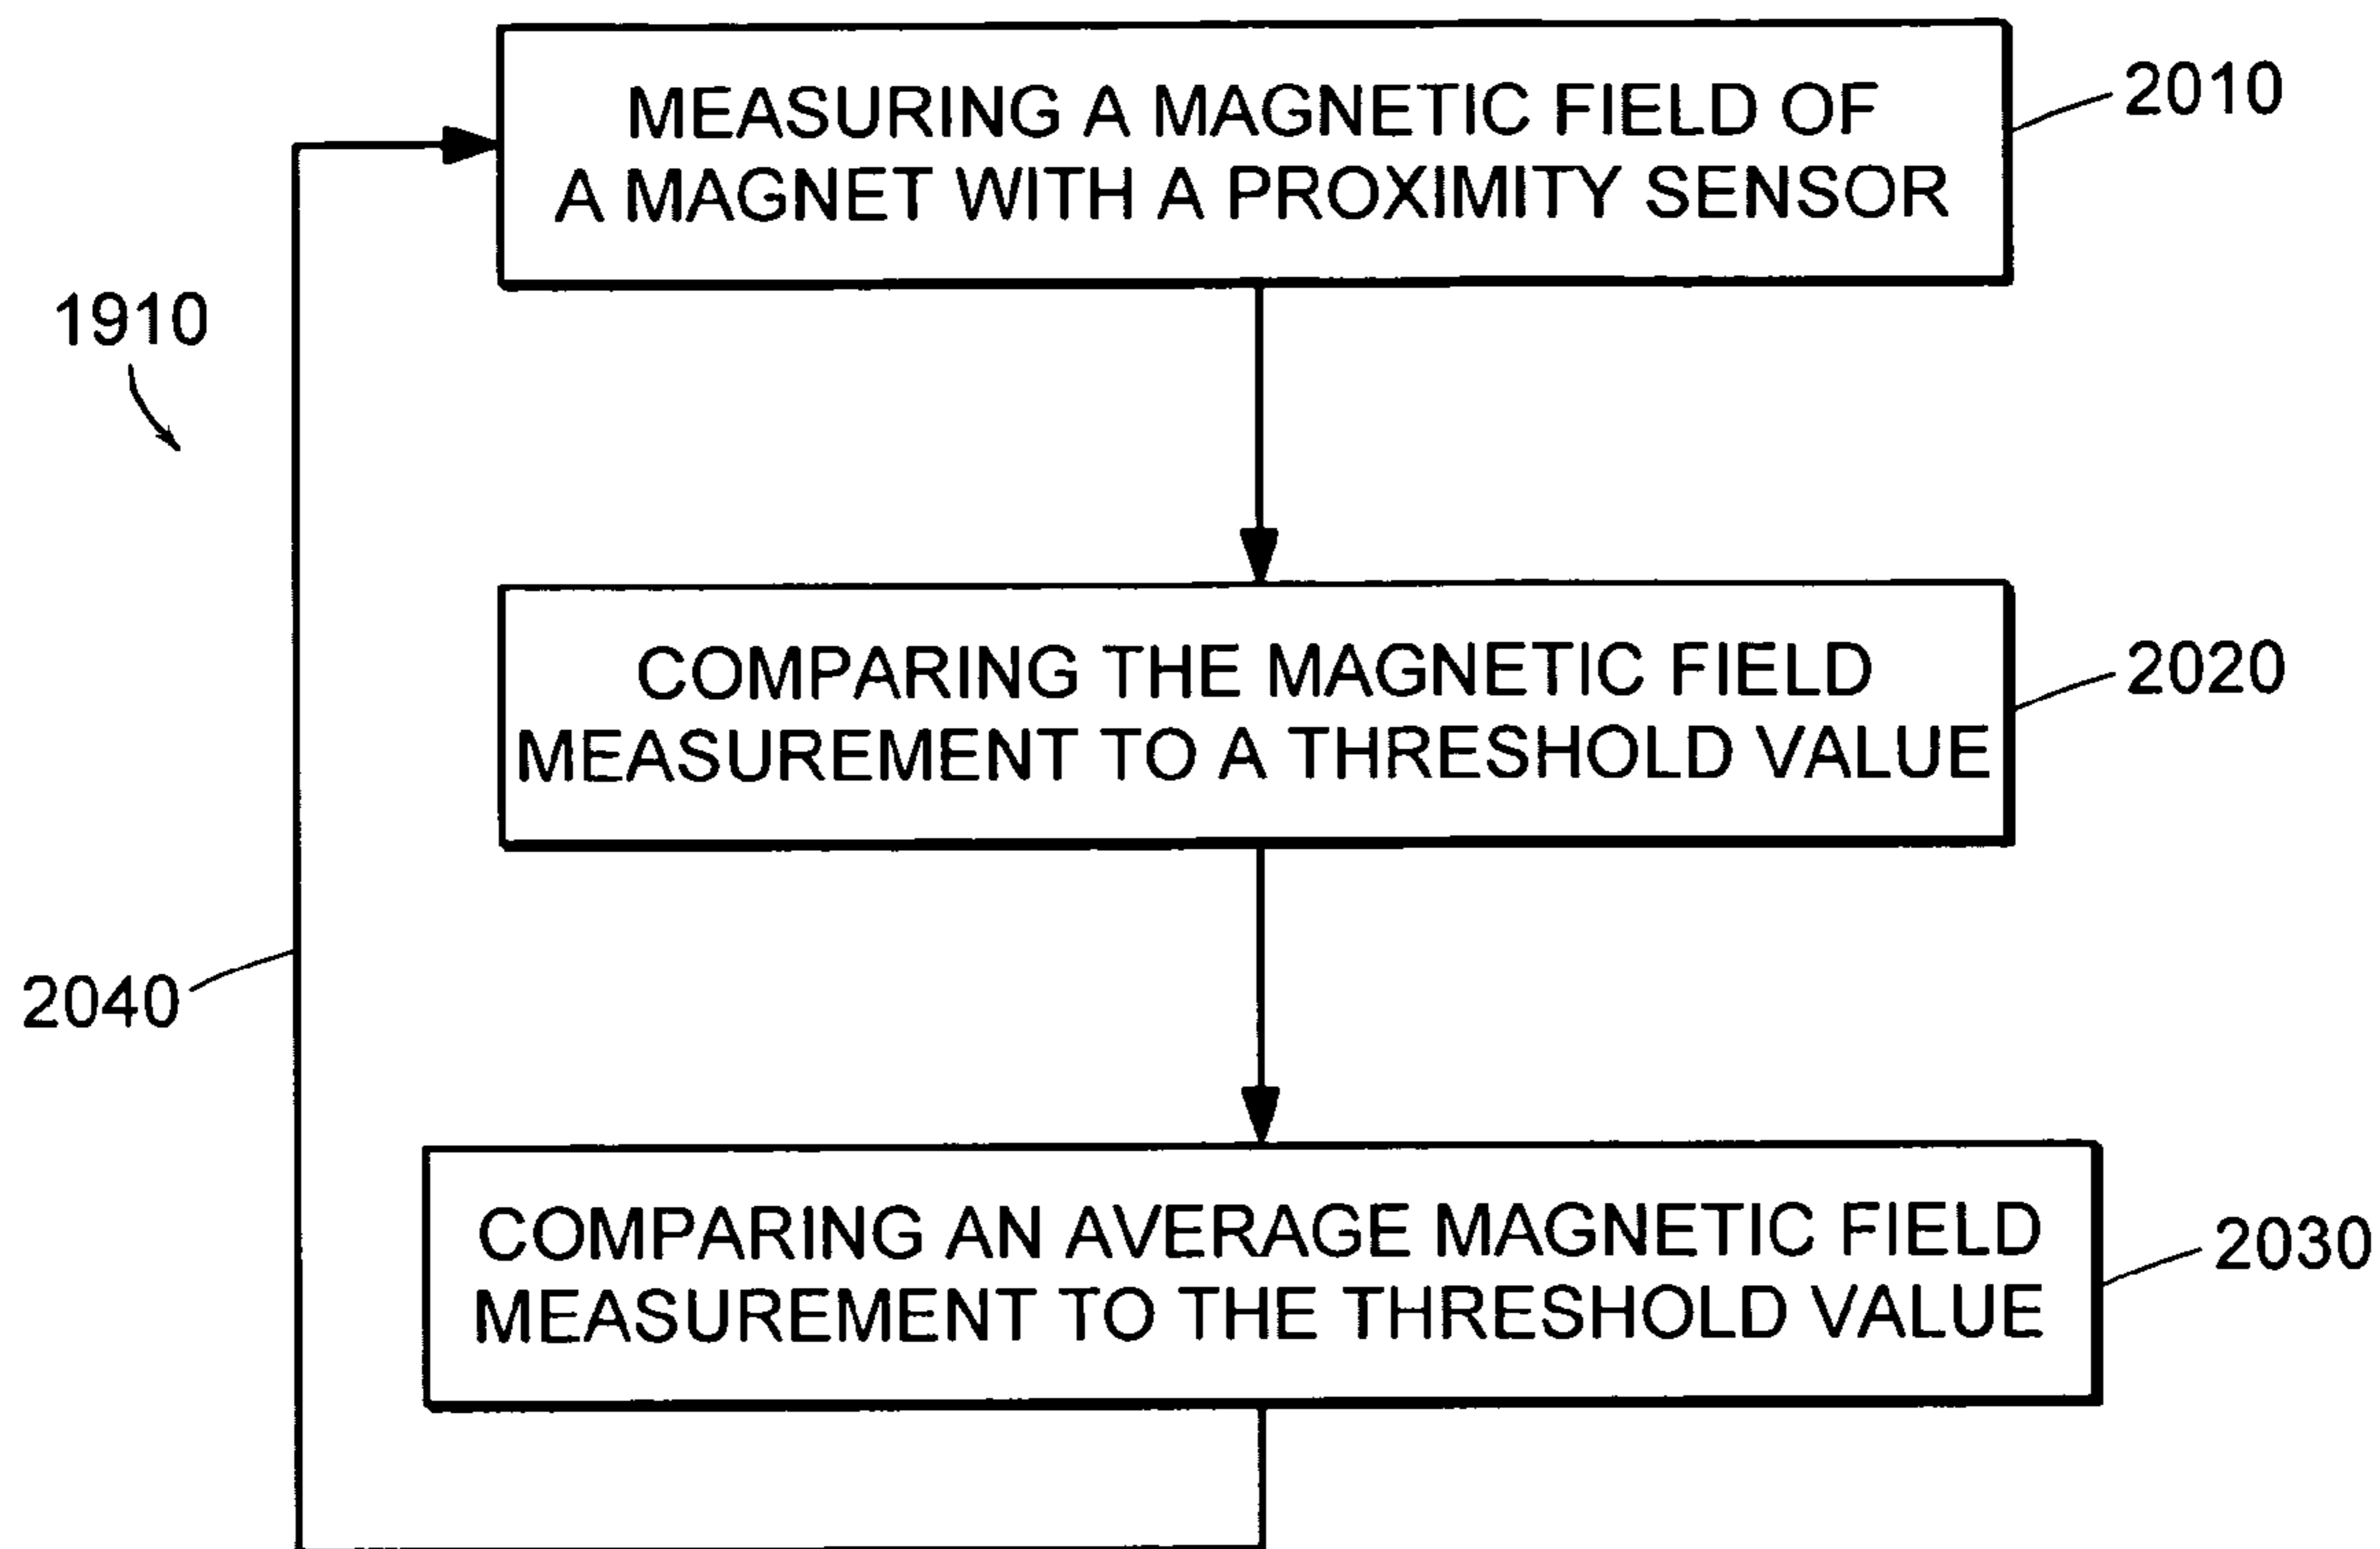 MEASURING A MAGNETIC FIELD OF
A MAGNET WITH A PROXIMITY SENSOR
2010
1910
COMPARING THE MAGNETIC FIELD
MEASUREMENT TO A THRESHOLD VALUE
2020
2040
COMPARING AN AVERAGE MAGNETIC FIELD
MEASUREMENT TO THE THRESHOLD VALUE
2030